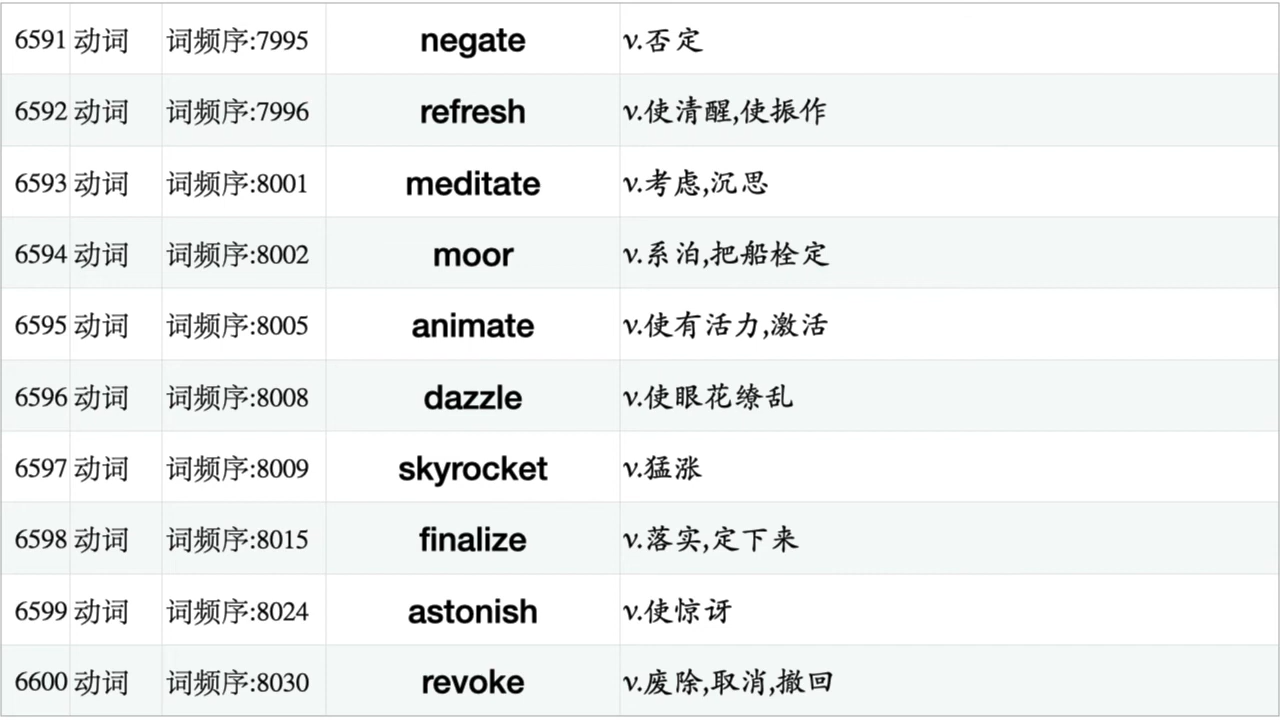 6591 动词 词频序:7995 negate v.否定
6592 动词 词频序:7996 refresh v.使清醒,使振作
6593 动词 词频序:8001 meditate v.考虑,沉思
6594 动词 词频序:8002 moor v.系泊,把船栓定
6595 动词 词频序:8005 animate v.使有活力,激活
6596 动词 词频序:8008 dazzle v.使眼花缭乱
6597 动词 词频序:8009 skyrocket v.猛涨
6598 动词 词频序:8015 finalize v.落实,定下来
6599 动词 词频序:8024 astonish v.使惊讶
6600 动词 词频序:8030 revoke v.废除,取消,撤回